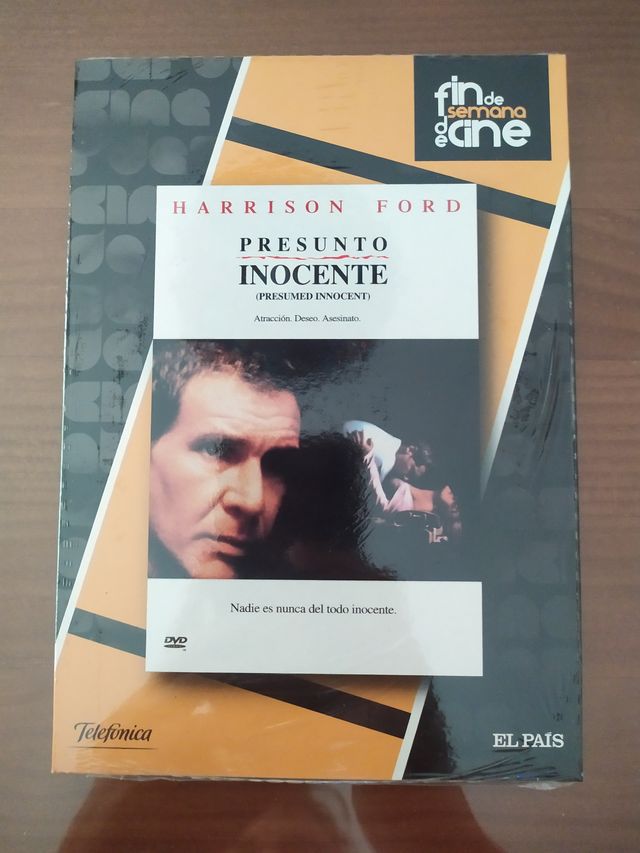 fin de
semana
de cine
HARRISON FORD
PRESUNTO
INOCENTE
(PRESUMED INNOCENT)
Atracción. Deseo. Asesinato.
Nadie es nunca del todo inocente.
DVD
Telefónica
EL PAÍS